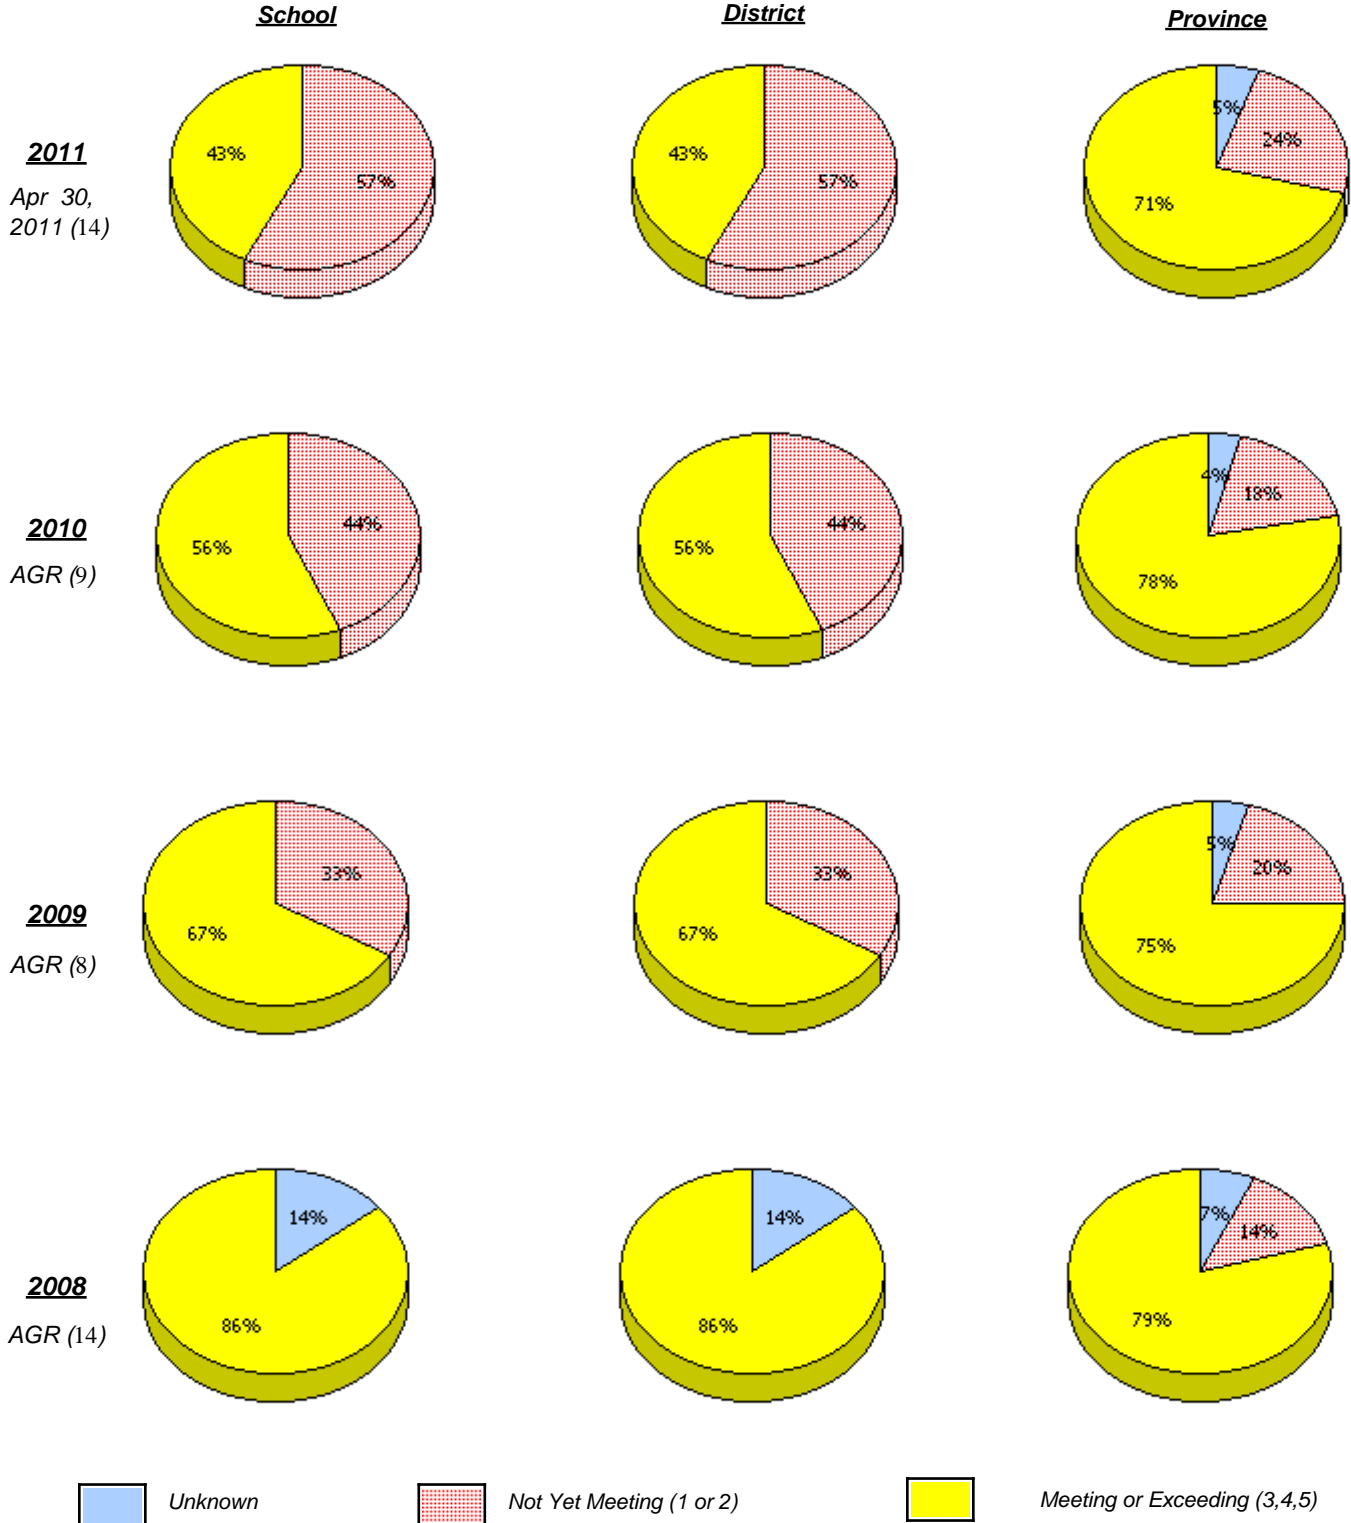 School District Province
2011
Apr 30,
2011 (14)
43% 57% 43% 57% 5% 24% 71%
2010
AGR (9)
56% 44% 56% 44% 4% 18% 78%
2009
AGR (8)
67% 33% 67% 33% 5% 20% 75%
2008
AGR (14)
86% 14% 86% 14% 7% 14% 79%
Unknown Not Yet Meeting (1 or 2) Meeting or Exceeding (3,4,5)